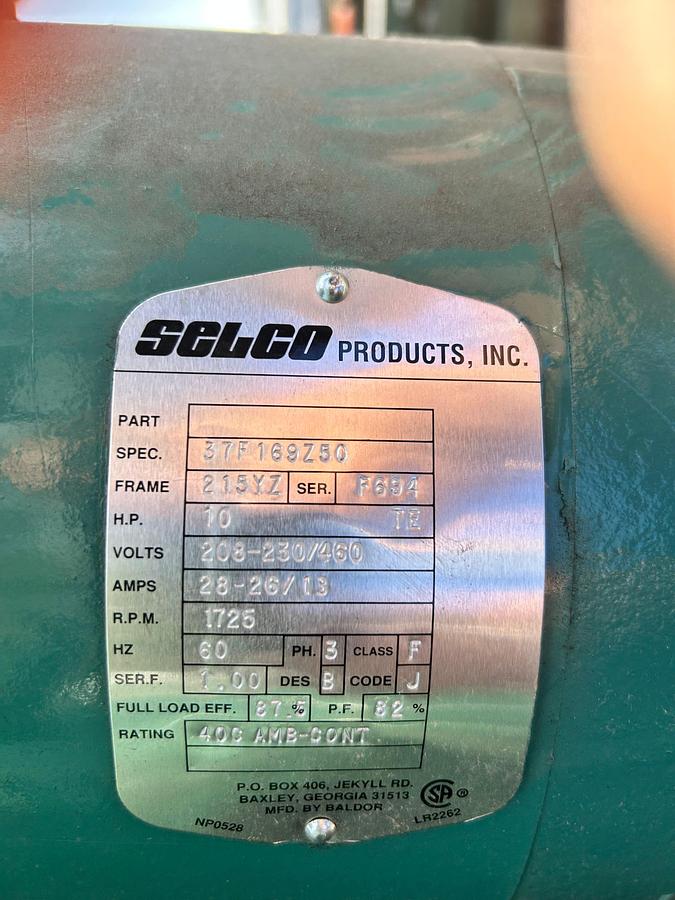 SELCO PRODUCTS, INC.
PART
SPEC. 37F169Z50
FRAME 215YZ SER. F694
H.P. 10 TE
VOLTS 208-230/460
AMPS 28-26/13
R.P.M. 1725
HZ 60 PH. 3 CLASS F
SER.F. 1.00 DES B CODE J
FULL LOAD EFF. 87.5 % P.F. 82 %
RATING 40C AMB-CONT
P.O. BOX 406, JEKYLL RD.
BAXLEY, GEORGIA 31513
MFD. BY BALDOR
SA ®
NP0528 LR2262